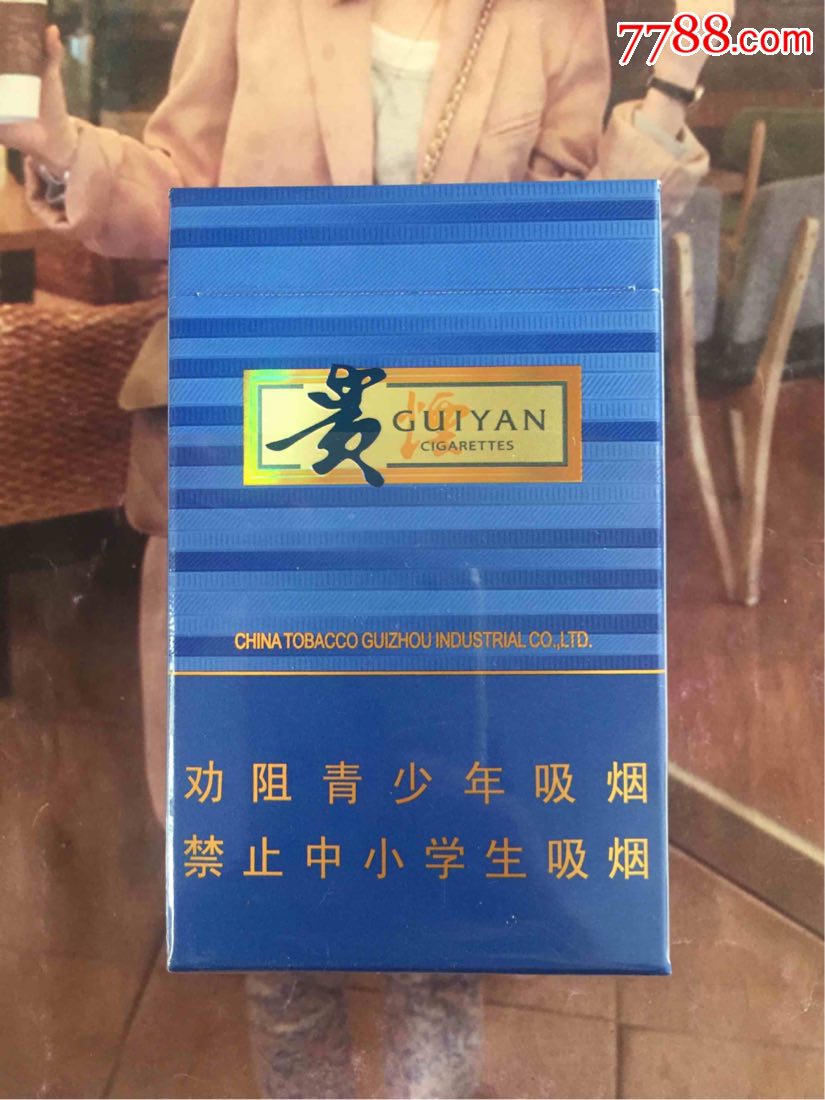 7788.com
贵 烟 GUIYAN
CIGARETTES
CHINA TOBACCO GUIZHOU INDUSTRIAL CO.,LTD.
劝阻青少年吸烟
禁止中小学生吸烟